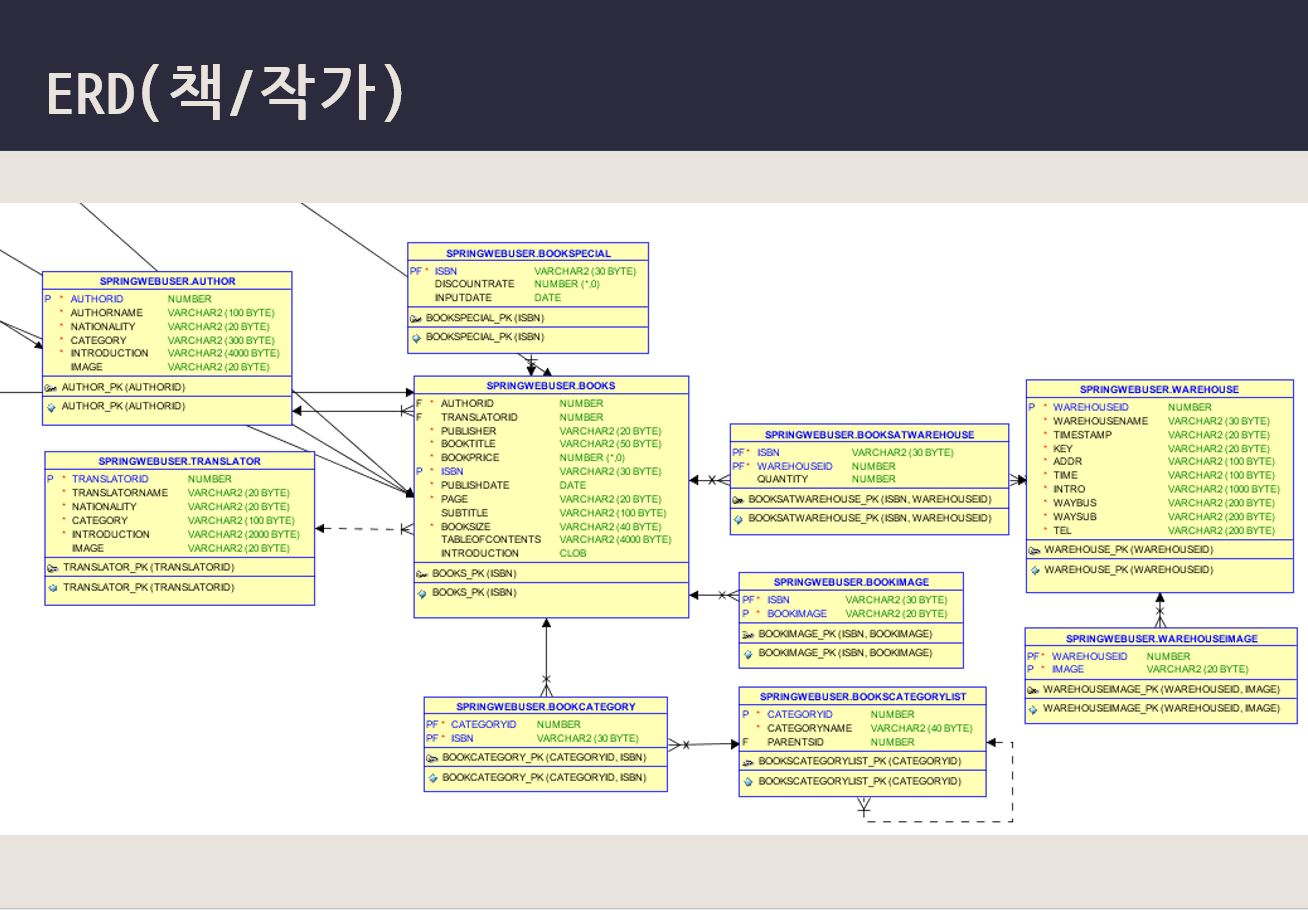 ERD(책/작가)
SPRINGWEBUSER.AUTHOR
P * AUTHORID NUMBER
* AUTHORNAME VARCHAR2 (100 BYTE)
* NATIONALITY VARCHAR2 (20 BYTE)
* CATEGORY VARCHAR2 (300 BYTE)
* INTRODUCTION VARCHAR2 (4000 BYTE)
IMAGE VARCHAR2 (20 BYTE)
AUTHOR_PK (AUTHORID)
AUTHOR_PK (AUTHORID)
SPRINGWEBUSER.TRANSLATOR
P * TRANSLATORID NUMBER
* TRANSLATORNAME VARCHAR2 (20 BYTE)
* NATIONALITY VARCHAR2 (20 BYTE)
* CATEGORY VARCHAR2 (100 BYTE)
* INTRODUCTION VARCHAR2 (2000 BYTE)
IMAGE VARCHAR2 (20 BYTE)
TRANSLATOR_PK (TRANSLATORID)
TRANSLATOR_PK (TRANSLATORID)
SPRINGWEBUSER.BOOKSPECIAL
PF * ISBN VARCHAR2 (30 BYTE)
DISCOUNTRATE NUMBER (*,0)
INPUTDATE DATE
BOOKSPECIAL_PK (ISBN)
BOOKSPECIAL_PK (ISBN)
SPRINGWEBUSER.BOOKS
F * AUTHORID NUMBER
F TRANSLATORID NUMBER
* PUBLISHER VARCHAR2 (20 BYTE)
* BOOKTITLE VARCHAR2 (50 BYTE)
* BOOKPRICE NUMBER (*,0)
P * ISBN VARCHAR2 (30 BYTE)
* PUBLISHDATE DATE
* PAGE VARCHAR2 (20 BYTE)
SUBTITLE VARCHAR2 (100 BYTE)
* BOOKSIZE VARCHAR2 (40 BYTE)
TABLEOFCONTENTS VARCHAR2 (4000 BYTE)
INTRODUCTION CLOB
BOOKS_PK (ISBN)
BOOKS_PK (ISBN)
SPRINGWEBUSER.BOOKSATWAREHOUSE
PF * ISBN VARCHAR2 (30 BYTE)
PF * WAREHOUSEID NUMBER
QUANTITY NUMBER
BOOKSATWAREHOUSE_PK (ISBN, WAREHOUSEID)
BOOKSATWAREHOUSE_PK (ISBN, WAREHOUSEID)
SPRINGWEBUSER.WAREHOUSE
P * WAREHOUSEID NUMBER
* WAREHOUSENAME VARCHAR2 (30 BYTE)
* TIMESTAMP VARCHAR2 (20 BYTE)
* KEY VARCHAR2 (20 BYTE)
* ADDR VARCHAR2 (100 BYTE)
* TIME VARCHAR2 (100 BYTE)
* INTRO VARCHAR2 (1000 BYTE)
* WAYBUS VARCHAR2 (200 BYTE)
* WAYSUB VARCHAR2 (200 BYTE)
* TEL VARCHAR2 (200 BYTE)
WAREHOUSE_PK (WAREHOUSEID)
WAREHOUSE_PK (WAREHOUSEID)
SPRINGWEBUSER.BOOKIMAGE
PF * ISBN VARCHAR2 (30 BYTE)
P * BOOKIMAGE VARCHAR2 (20 BYTE)
BOOKIMAGE_PK (ISBN, BOOKIMAGE)
BOOKIMAGE_PK (ISBN, BOOKIMAGE)
SPRINGWEBUSER.WAREHOUSEIMAGE
PF * WAREHOUSEID NUMBER
P * IMAGE VARCHAR2 (20 BYTE)
WAREHOUSEIMAGE_PK (WAREHOUSEID, IMAGE)
WAREHOUSEIMAGE_PK (WAREHOUSEID, IMAGE)
SPRINGWEBUSER.BOOKCATEGORY
PF * CATEGORYID NUMBER
PF * ISBN VARCHAR2 (30 BYTE)
BOOKCATEGORY_PK (CATEGORYID, ISBN)
BOOKCATEGORY_PK (CATEGORYID, ISBN)
SPRINGWEBUSER.BOOKSCATEGORYLIST
P * CATEGORYID NUMBER
* CATEGORYNAME VARCHAR2 (40 BYTE)
F PARENTSID NUMBER
BOOKSCATEGORYLIST_PK (CATEGORYID)
BOOKSCATEGORYLIST_PK (CATEGORYID)